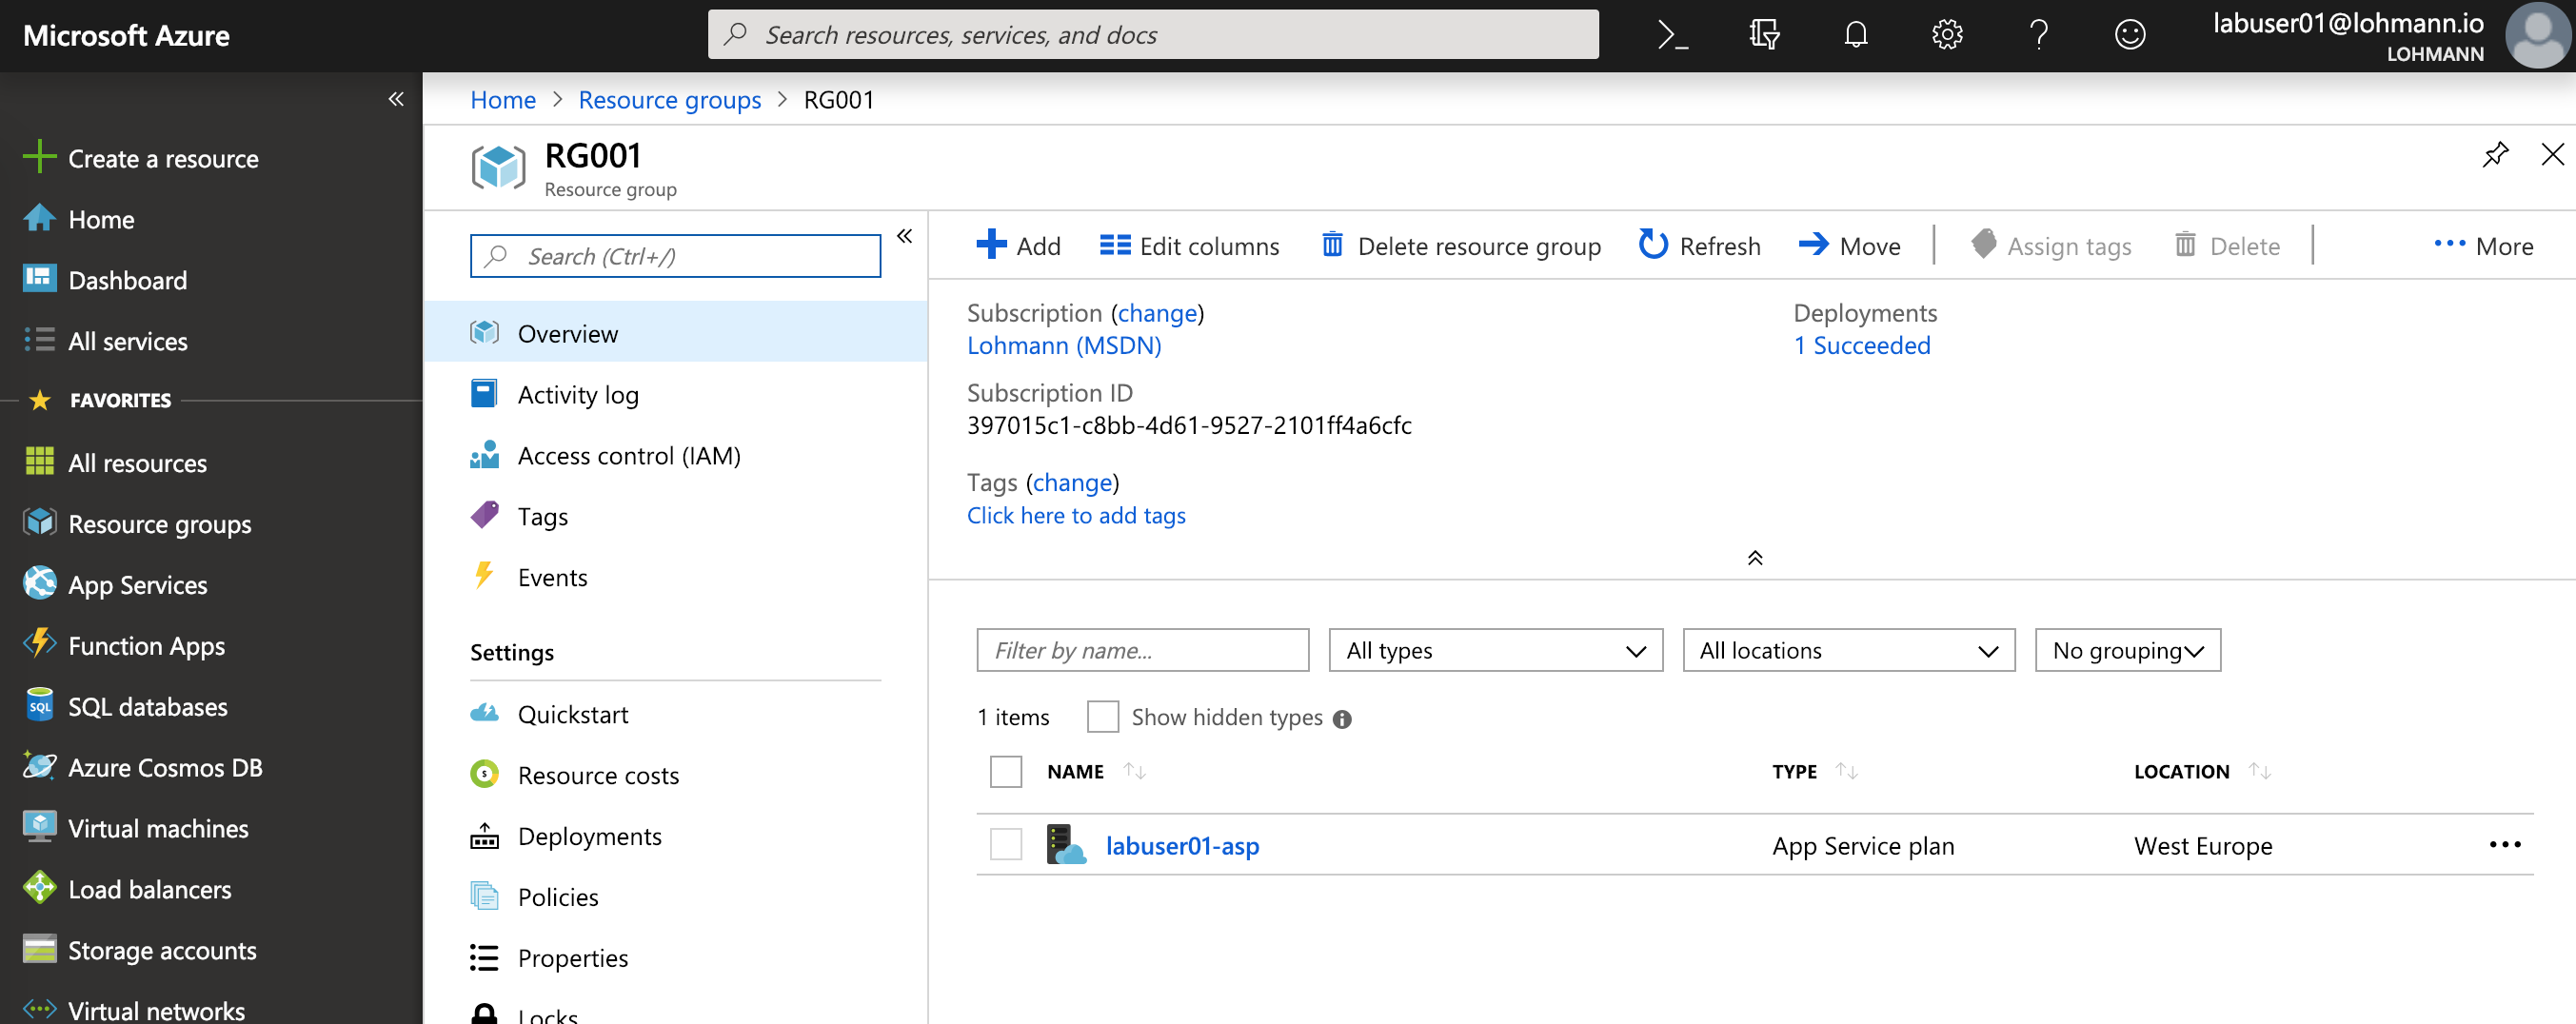 Microsoft Azure
Search resources, services, and docs
labuser01@lohmann.io
LOHMANN
Create a resource
Home
Dashboard
All services
FAVORITES
All resources
Resource groups
App Services
Function Apps
SQL databases
Azure Cosmos DB
Virtual machines
Load balancers
Storage accounts
Virtual networks
Home > Resource groups > RG001
RG001
Resource group
Search (Ctrl+/)
Overview
Activity log
Access control (IAM)
Tags
Events
Settings
Quickstart
Resource costs
Deployments
Policies
Properties
Locks
Add Edit columns Delete resource group Refresh Move Assign tags Delete More
Subscription (change)
Lohmann (MSDN)
Subscription ID
397015c1-c8bb-4d61-9527-2101ff4a6cfc
Tags (change)
Click here to add tags
Deployments
1 Succeeded
Filter by name... All types All locations No grouping
1 items Show hidden types
NAME TYPE LOCATION
labuser01-asp App Service plan West Europe